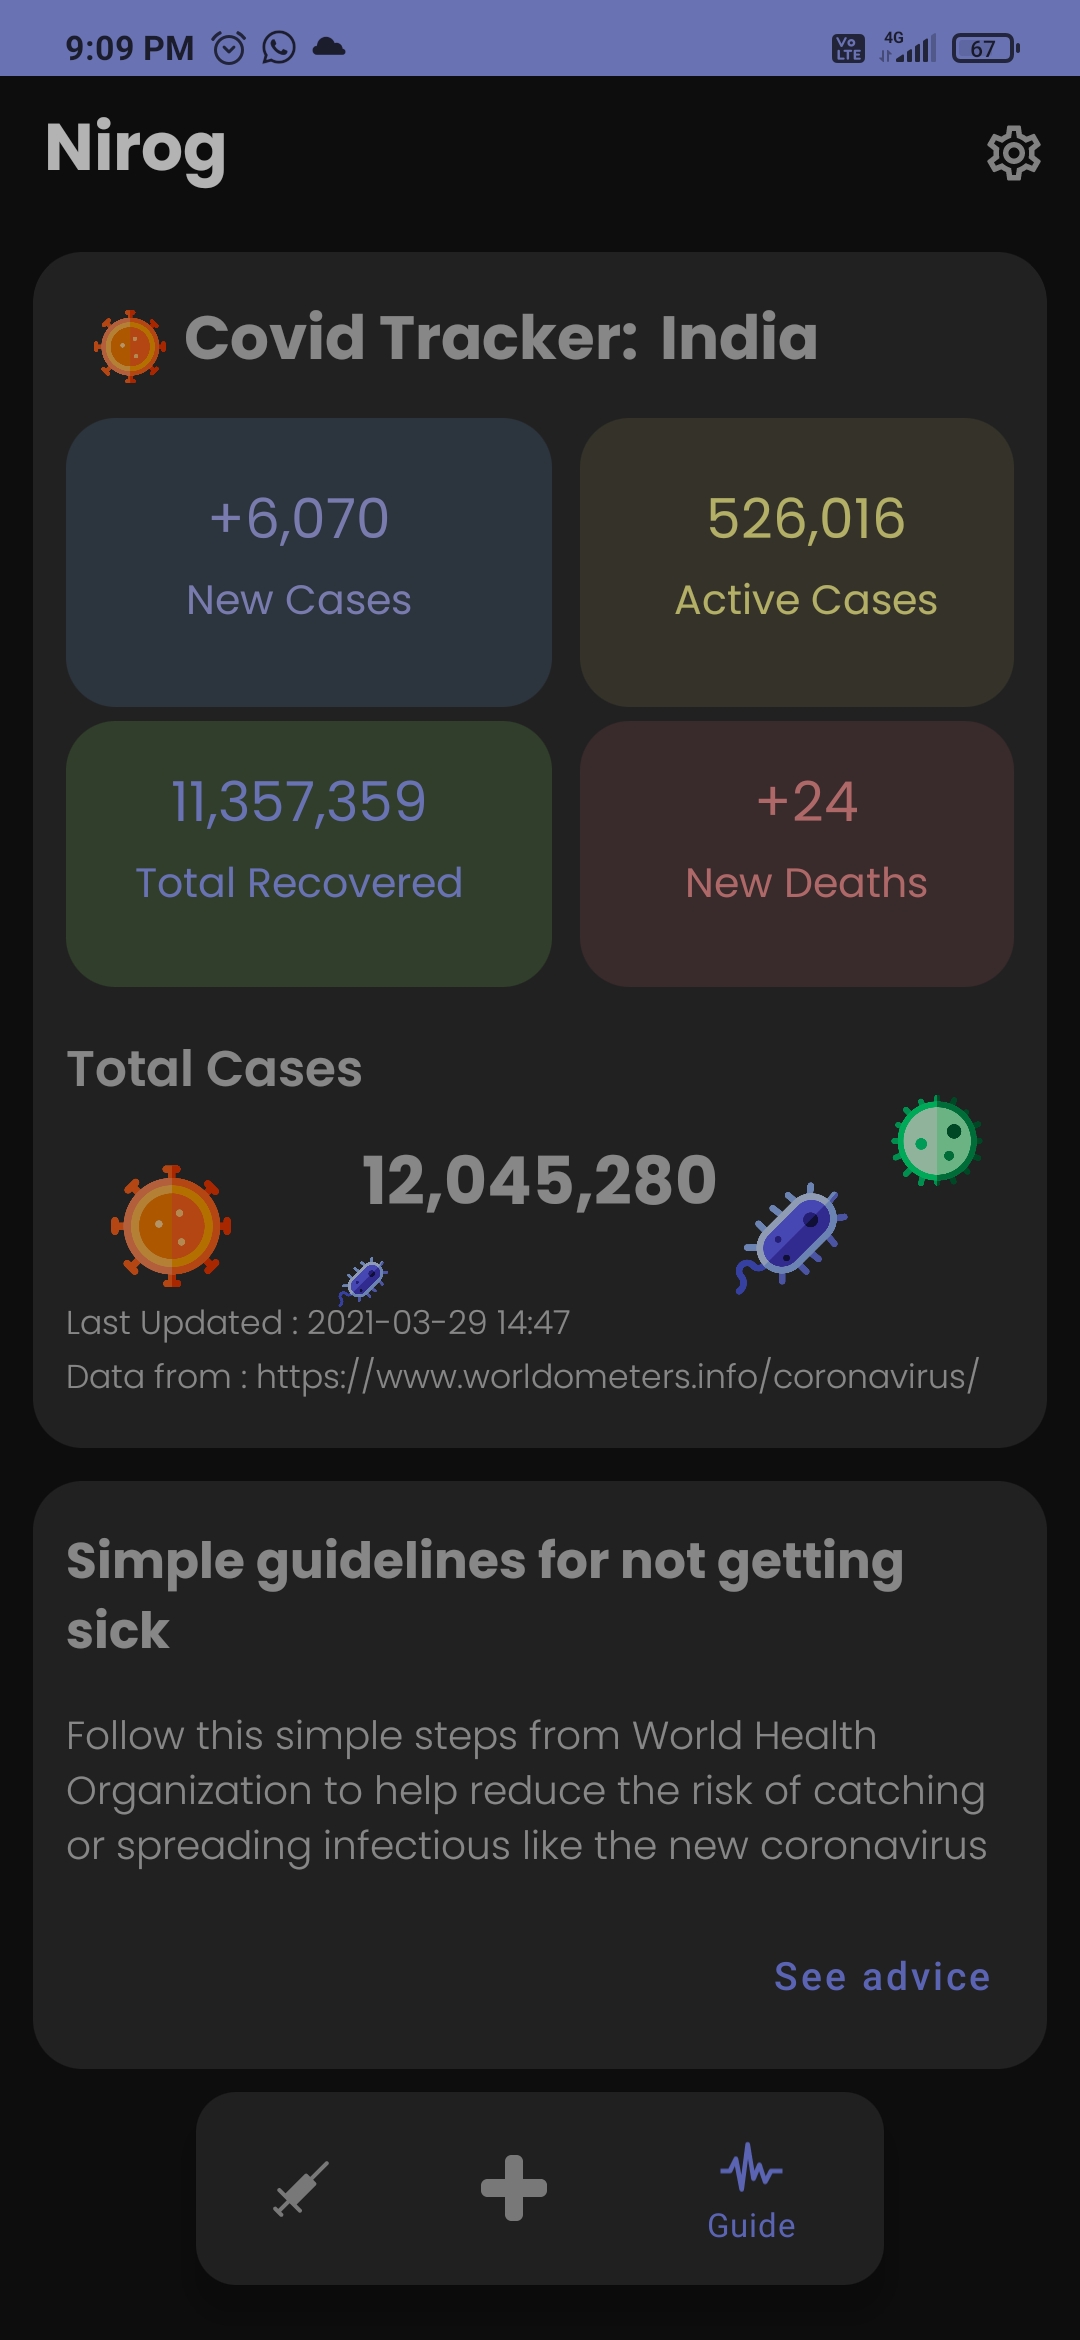 9:09 PM
Vo LTE 4G 67
Nirog
Covid Tracker: India
+6,070
New Cases
526,016
Active Cases
11,357,359
Total Recovered
+24
New Deaths
Total Cases
12,045,280
Last Updated : 2021-03-29 14:47
Data from : https://www.worldometers.info/coronavirus/
Simple guidelines for not getting
sick
Follow this simple steps from World Health
Organization to help reduce the risk of catching
or spreading infectious like the new coronavirus
See advice
Guide